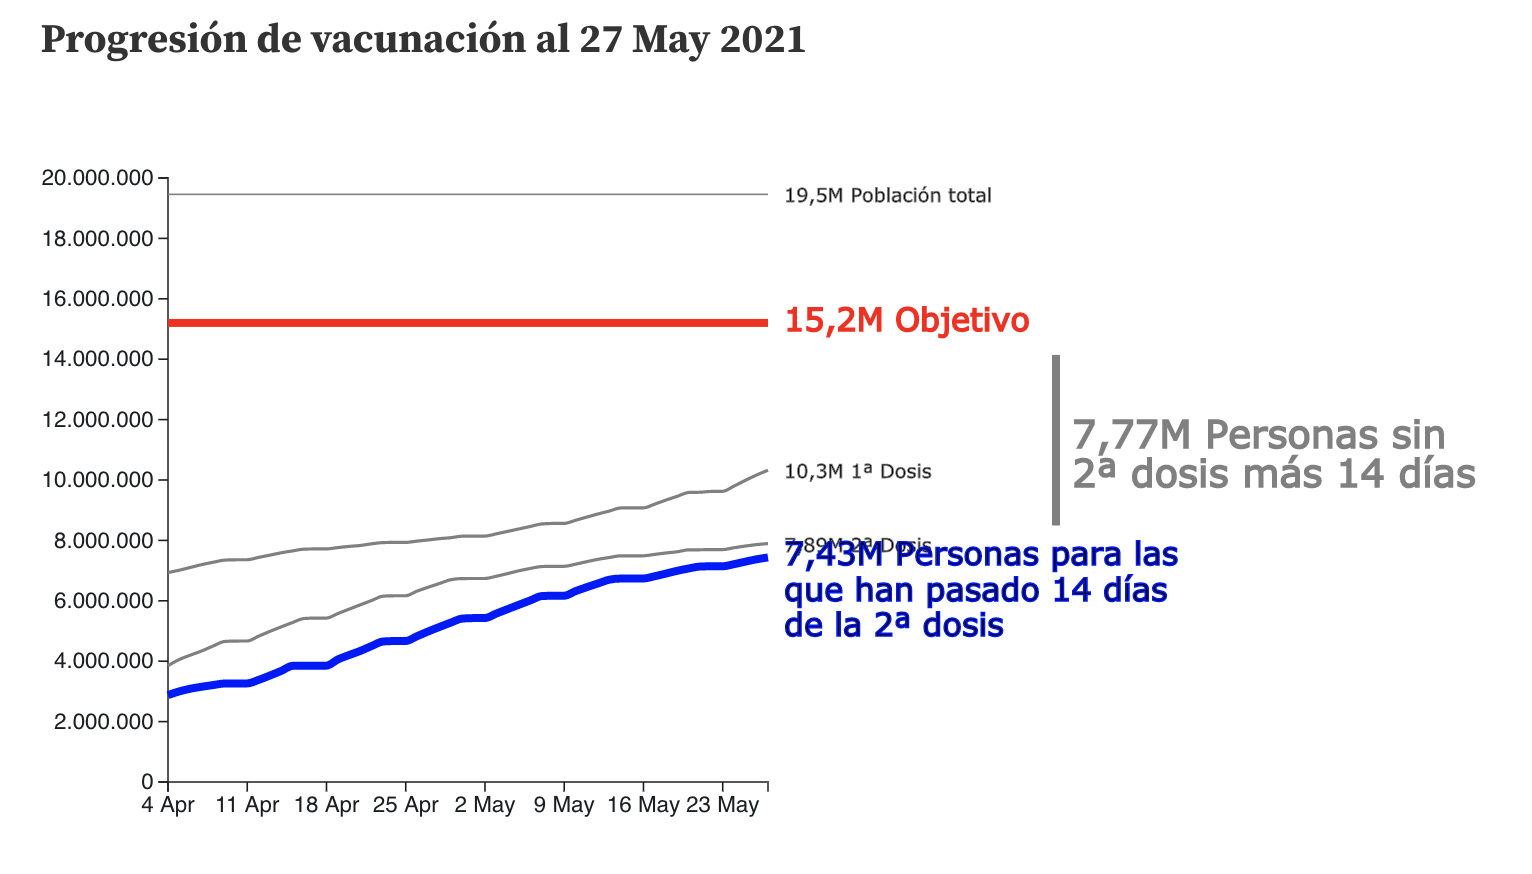 Progresión de vacunación al 27 May 2021
20.000.000
19,5M Población total
18.000.000
16.000.000
15,2M Objetivo
14.000.000
12.000.000
7,77M Personas sin
2ª dosis más 14 días
10.000.000
10,3M 1ª Dosis
8.000.000
7,89M 2ª Dosis
7,43M Personas para las
que han pasado 14 días
de la 2ª dosis
6.000.000
4.000.000
2.000.000
0
4 Apr 11 Apr 18 Apr 25 Apr 2 May 9 May 16 May 23 May